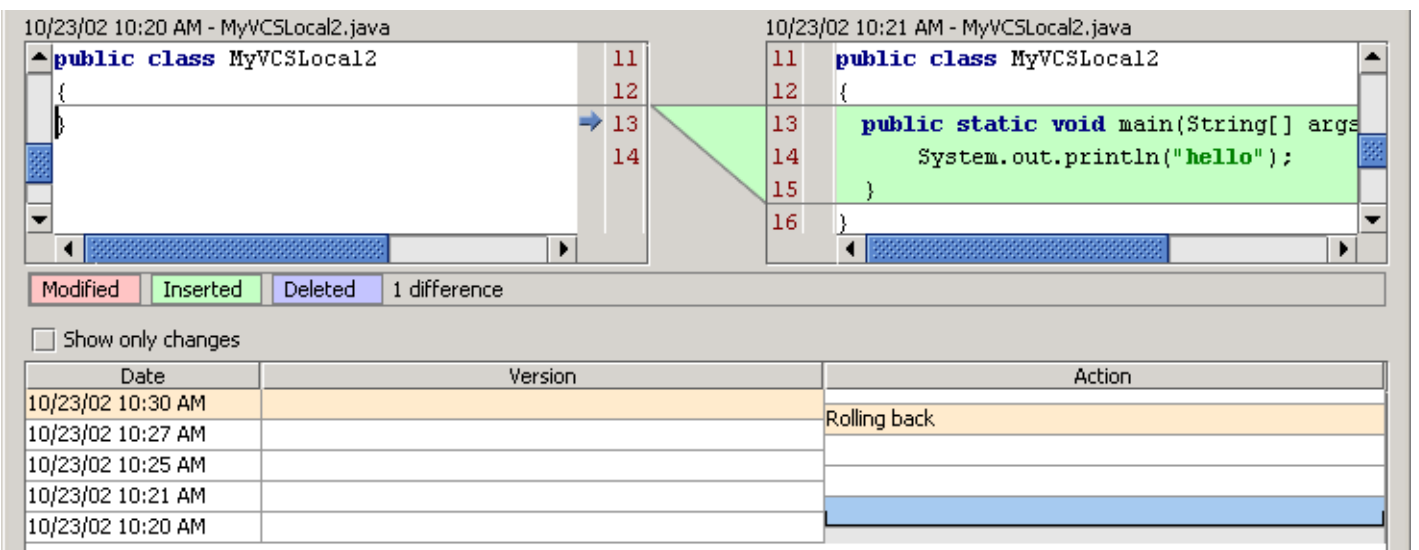 10/23/02 10:20 AM - MyVCSLocal2.java
public class MyVCSLocal2 11
{ 12
} 13
14
10/23/02 10:21 AM - MyVCSLocal2.java
11 public class MyVCSLocal2
12 {
13 public static void main(String[] args
14 System.out.println("hello");
15 }
16 }
Modified Inserted Deleted 1 difference
Show only changes
Date Version Action
10/23/02 10:30 AM
Rolling back
10/23/02 10:27 AM
10/23/02 10:25 AM
10/23/02 10:21 AM
10/23/02 10:20 AM